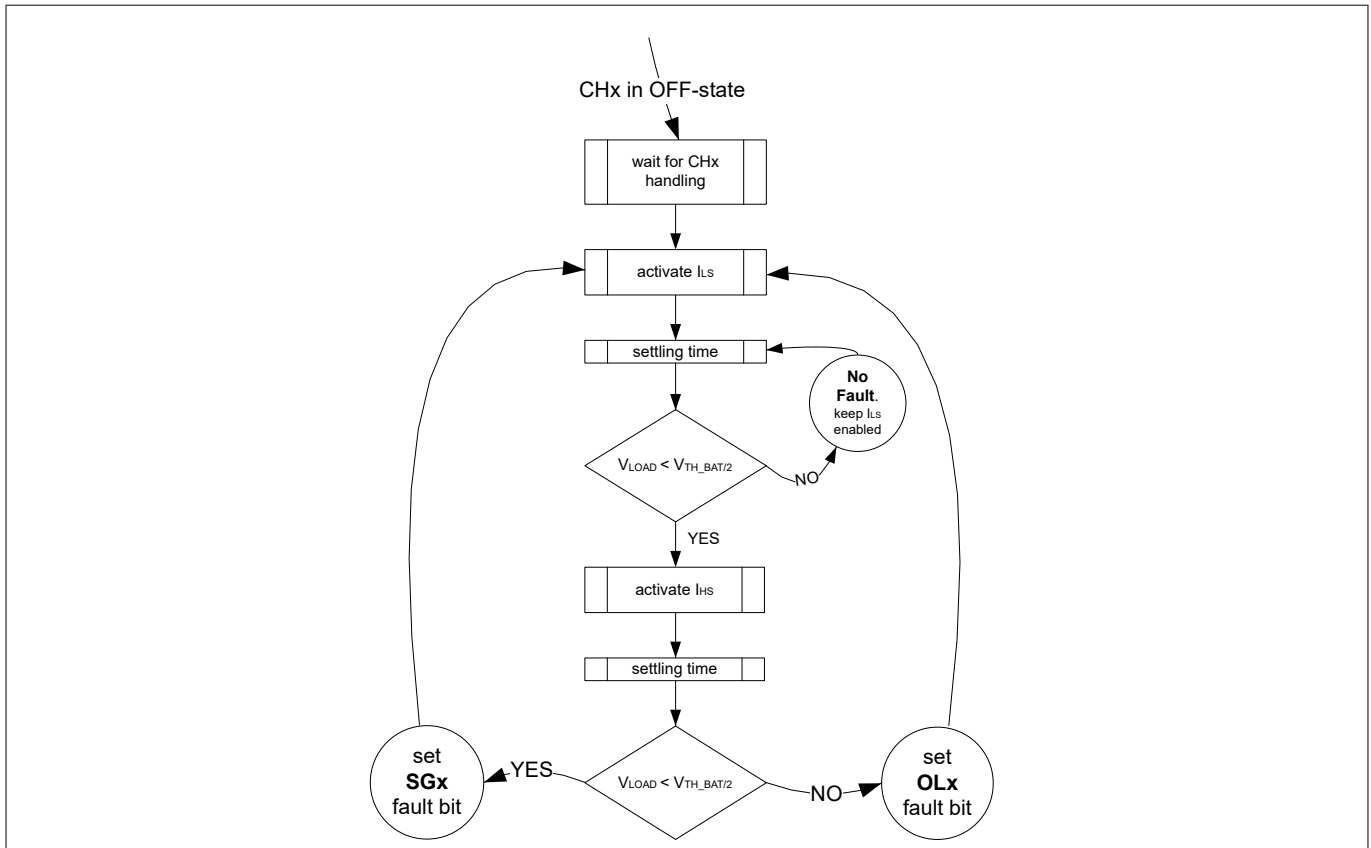 CHx in OFF-state
wait for CHx
handling
activate ILS
settling time
No
Fault.
keep ILS
enabled
VLOAD < VTH_BAT/2
NO
YES
activate IHS
settling time
set
SGx
fault bit
YES
VLOAD < VTH_BAT/2
NO
set
OLx
fault bit